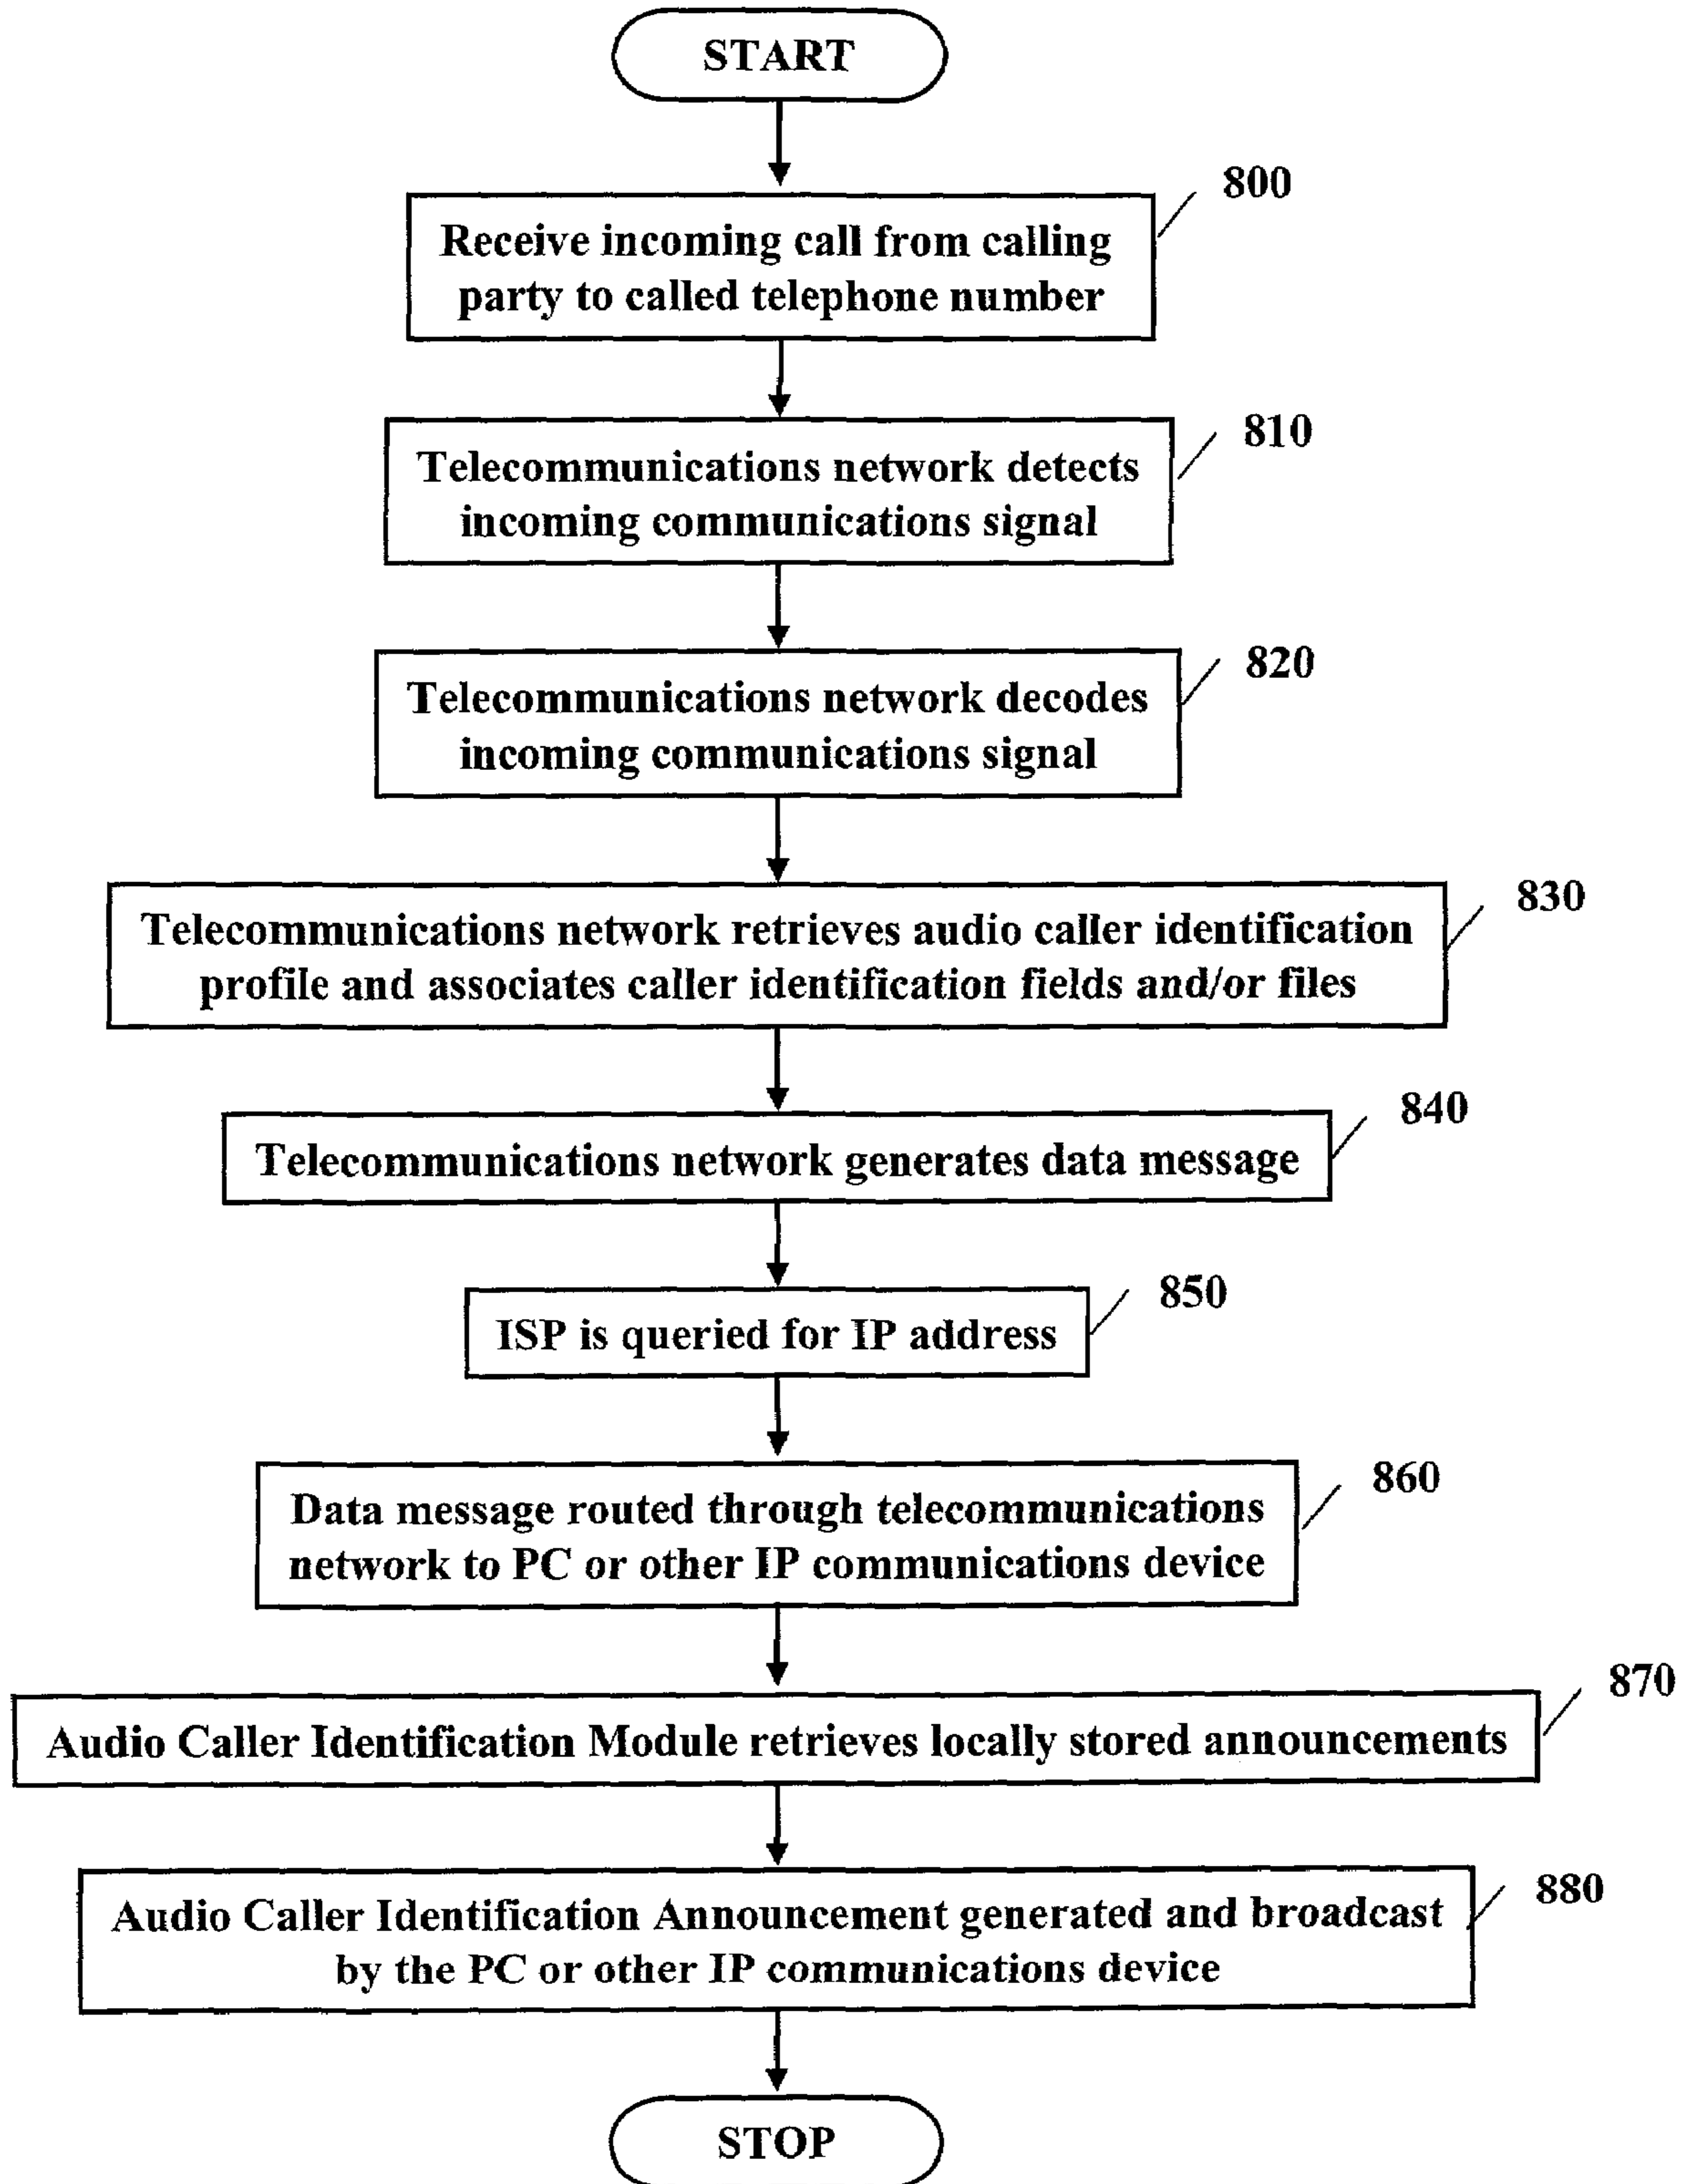 START
800
Receive incoming call from calling
party to called telephone number
810
Telecommunications network detects
incoming communications signal
820
Telecommunications network decodes
incoming communications signal
830
Telecommunications network retrieves audio caller identification
profile and associates caller identification fields and/or files
840
Telecommunications network generates data message
850
ISP is queried for IP address
860
Data message routed through telecommunications
network to PC or other IP communications device
870
Audio Caller Identification Module retrieves locally stored announcements
880
Audio Caller Identification Announcement generated and broadcast
by the PC or other IP communications device
STOP